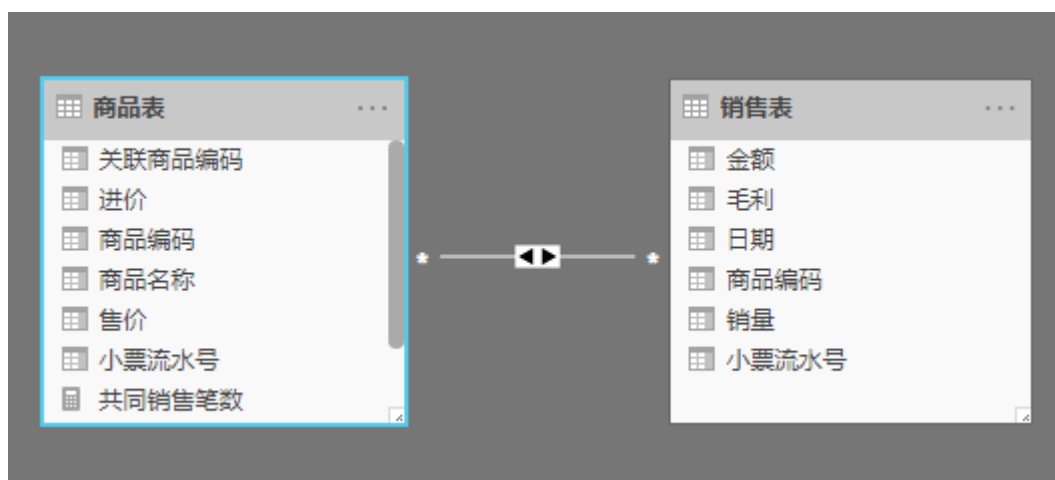 商品表
关联商品编码
进价
商品编码
商品名称
售价
小票流水号
共同销售笔数
销售表
金额
毛利
日期
商品编码
销量
小票流水号